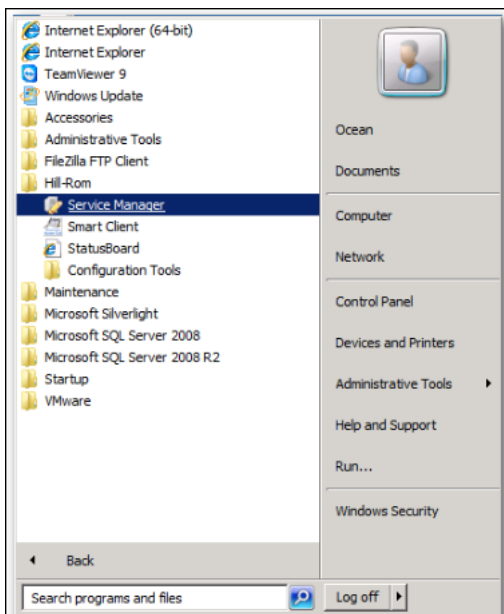 Internet Explorer (64-bit)
Internet Explorer
TeamViewer 9
Windows Update
Accessories
Administrative Tools
FileZilla FTP Client
Hill-Rom
Service Manager
Smart Client
StatusBoard
Configuration Tools
Maintenance
Microsoft Silverlight
Microsoft SQL Server 2008
Microsoft SQL Server 2008 R2
Startup
VMware
Back
Search programs and files
Ocean
Documents
Computer
Network
Control Panel
Devices and Printers
Administrative Tools
Help and Support
Run...
Windows Security
Log off